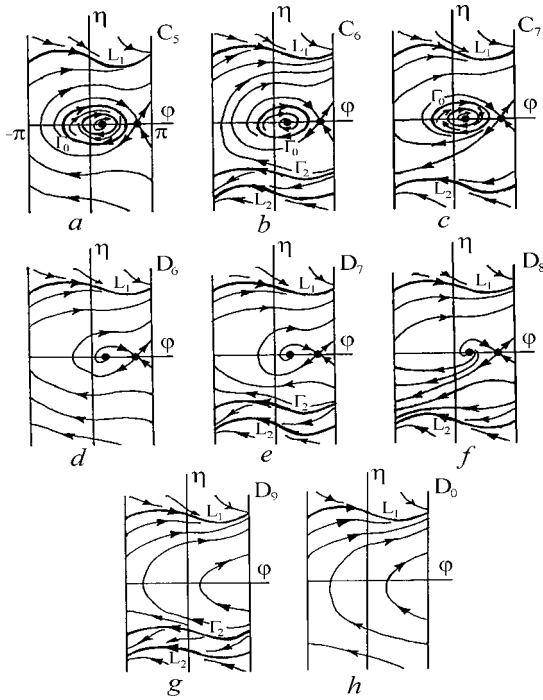 η C₅ η C₆ η C₇
L₁ L₁ L₁
Γ₀
φ φ φ
-π Γ₀ π Γ₀
Γ₂
L₂ L₂
a b c
η D₆ η D₇ η D₈
L₁ L₁ L₁
φ φ φ
Γ₂
L₂ L₂
d e f
η D₉ η D₀
L₁ L₁
φ φ
Γ₂
L₂
g h